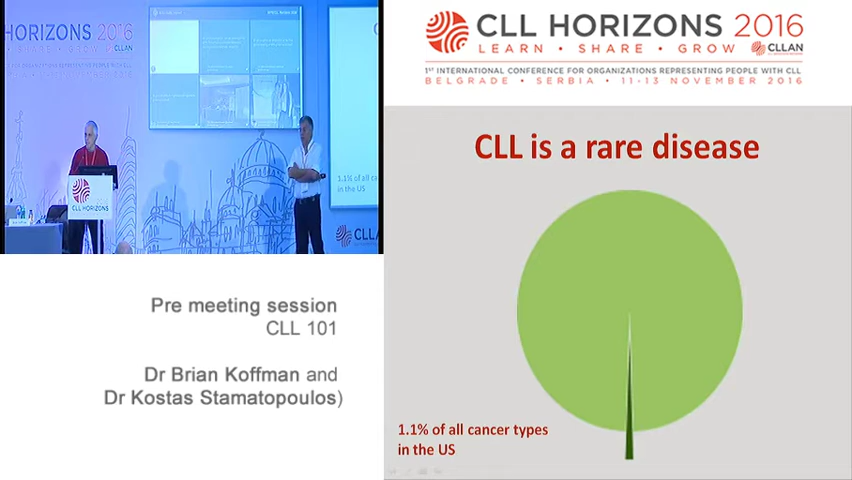 HORIZONS 2016
SHARE • GROW
CLLAN
CLL HORIZONS
1.1% of all ca
in the US
CLLAN
Pre meeting session
CLL 101
Dr Brian Koffman and
Dr Kostas Stamatopoulos)
CLL HORIZONS 2016
LEARN • SHARE • GROW
CLLAN
1ST INTERNATIONAL CONFERENCE FOR ORGANIZATIONS REPRESENTING PEOPLE WITH CLL
BELGRADE • SERBIA • 11-13 NOVEMBER 2016
CLL is a rare disease
1.1% of all cancer types
in the US